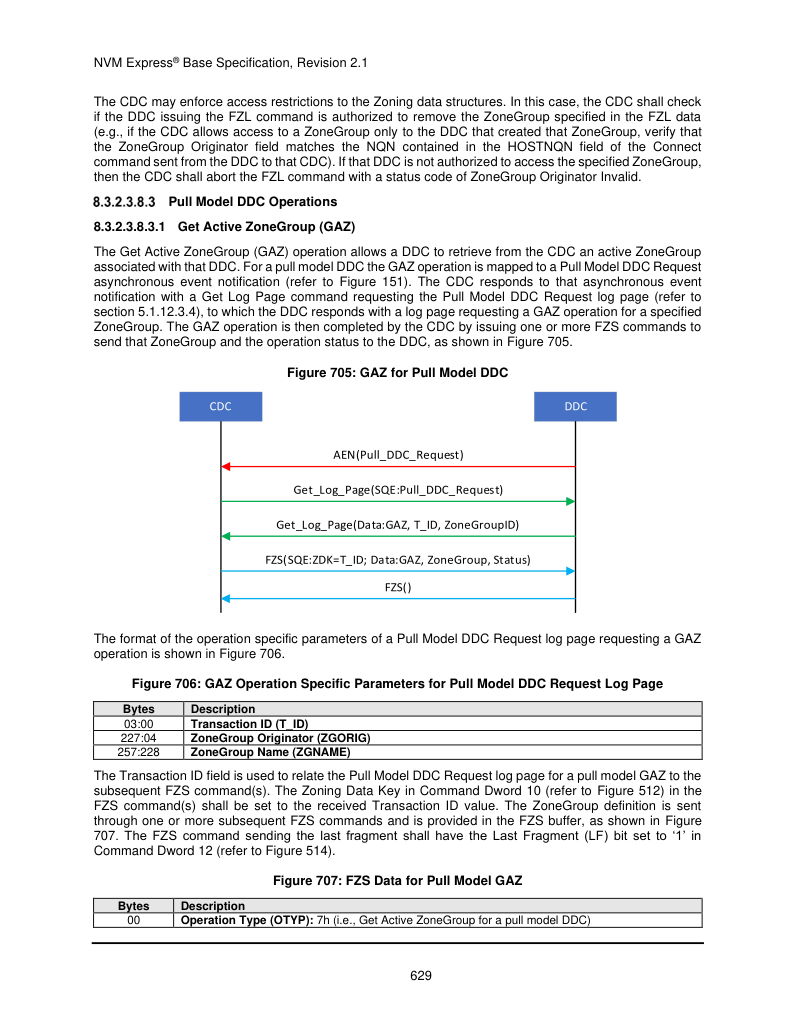 NVM Express® Base Specification, Revision 2.1
The CDC may enforce access restrictions to the Zoning data structures. In this case, the CDC shall check
if the DDC issuing the FZL command is authorized to remove the ZoneGroup specified in the FZL data
(e.g., if the CDC allows access to a ZoneGroup only to the DDC that created that ZoneGroup, verify that
the ZoneGroup Originator field matches the NQN contained in the HOSTNQN field of the Connect
command sent from the DDC to that CDC). If that DDC is not authorized to access the specified ZoneGroup,
then the CDC shall abort the FZL command with a status code of ZoneGroup Originator Invalid.
8.3.2.3.8.3 Pull Model DDC Operations
8.3.2.3.8.3.1 Get Active ZoneGroup (GAZ)
The Get Active ZoneGroup (GAZ) operation allows a DDC to retrieve from the CDC an active ZoneGroup
associated with that DDC. For a pull model DDC the GAZ operation is mapped to a Pull Model DDC Request
asynchronous event notification (refer to Figure 151). The CDC responds to that asynchronous event
notification with a Get Log Page command requesting the Pull Model DDC Request log page (refer to
section 5.1.12.3.4), to which the DDC responds with a log page requesting a GAZ operation for a specified
ZoneGroup. The GAZ operation is then completed by the CDC by issuing one or more FZS commands to
send that ZoneGroup and the operation status to the DDC, as shown in Figure 705.
Figure 705: GAZ for Pull Model DDC
CDC DDC
AEN(Pull_DDC_Request)
Get_Log_Page(SQE:Pull_DDC_Request)
Get_Log_Page(Data:GAZ, T_ID, ZoneGroupID)
FZS(SQE:ZDK=T_ID; Data:GAZ, ZoneGroup, Status)
FZS()
The format of the operation specific parameters of a Pull Model DDC Request log page requesting a GAZ
operation is shown in Figure 706.
Figure 706: GAZ Operation Specific Parameters for Pull Model DDC Request Log Page
Bytes Description
03:00 Transaction ID (T_ID)
227:04 ZoneGroup Originator (ZGORIG)
257:228 ZoneGroup Name (ZGNAME)
The Transaction ID field is used to relate the Pull Model DDC Request log page for a pull model GAZ to the
subsequent FZS command(s). The Zoning Data Key in Command Dword 10 (refer to Figure 512) in the
FZS command(s) shall be set to the received Transaction ID value. The ZoneGroup definition is sent
through one or more subsequent FZS commands and is provided in the FZS buffer, as shown in Figure
707. The FZS command sending the last fragment shall have the Last Fragment (LF) bit set to ‘1’ in
Command Dword 12 (refer to Figure 514).
Figure 707: FZS Data for Pull Model GAZ
Bytes Description
00 Operation Type (OTYP): 7h (i.e., Get Active ZoneGroup for a pull model DDC)
629